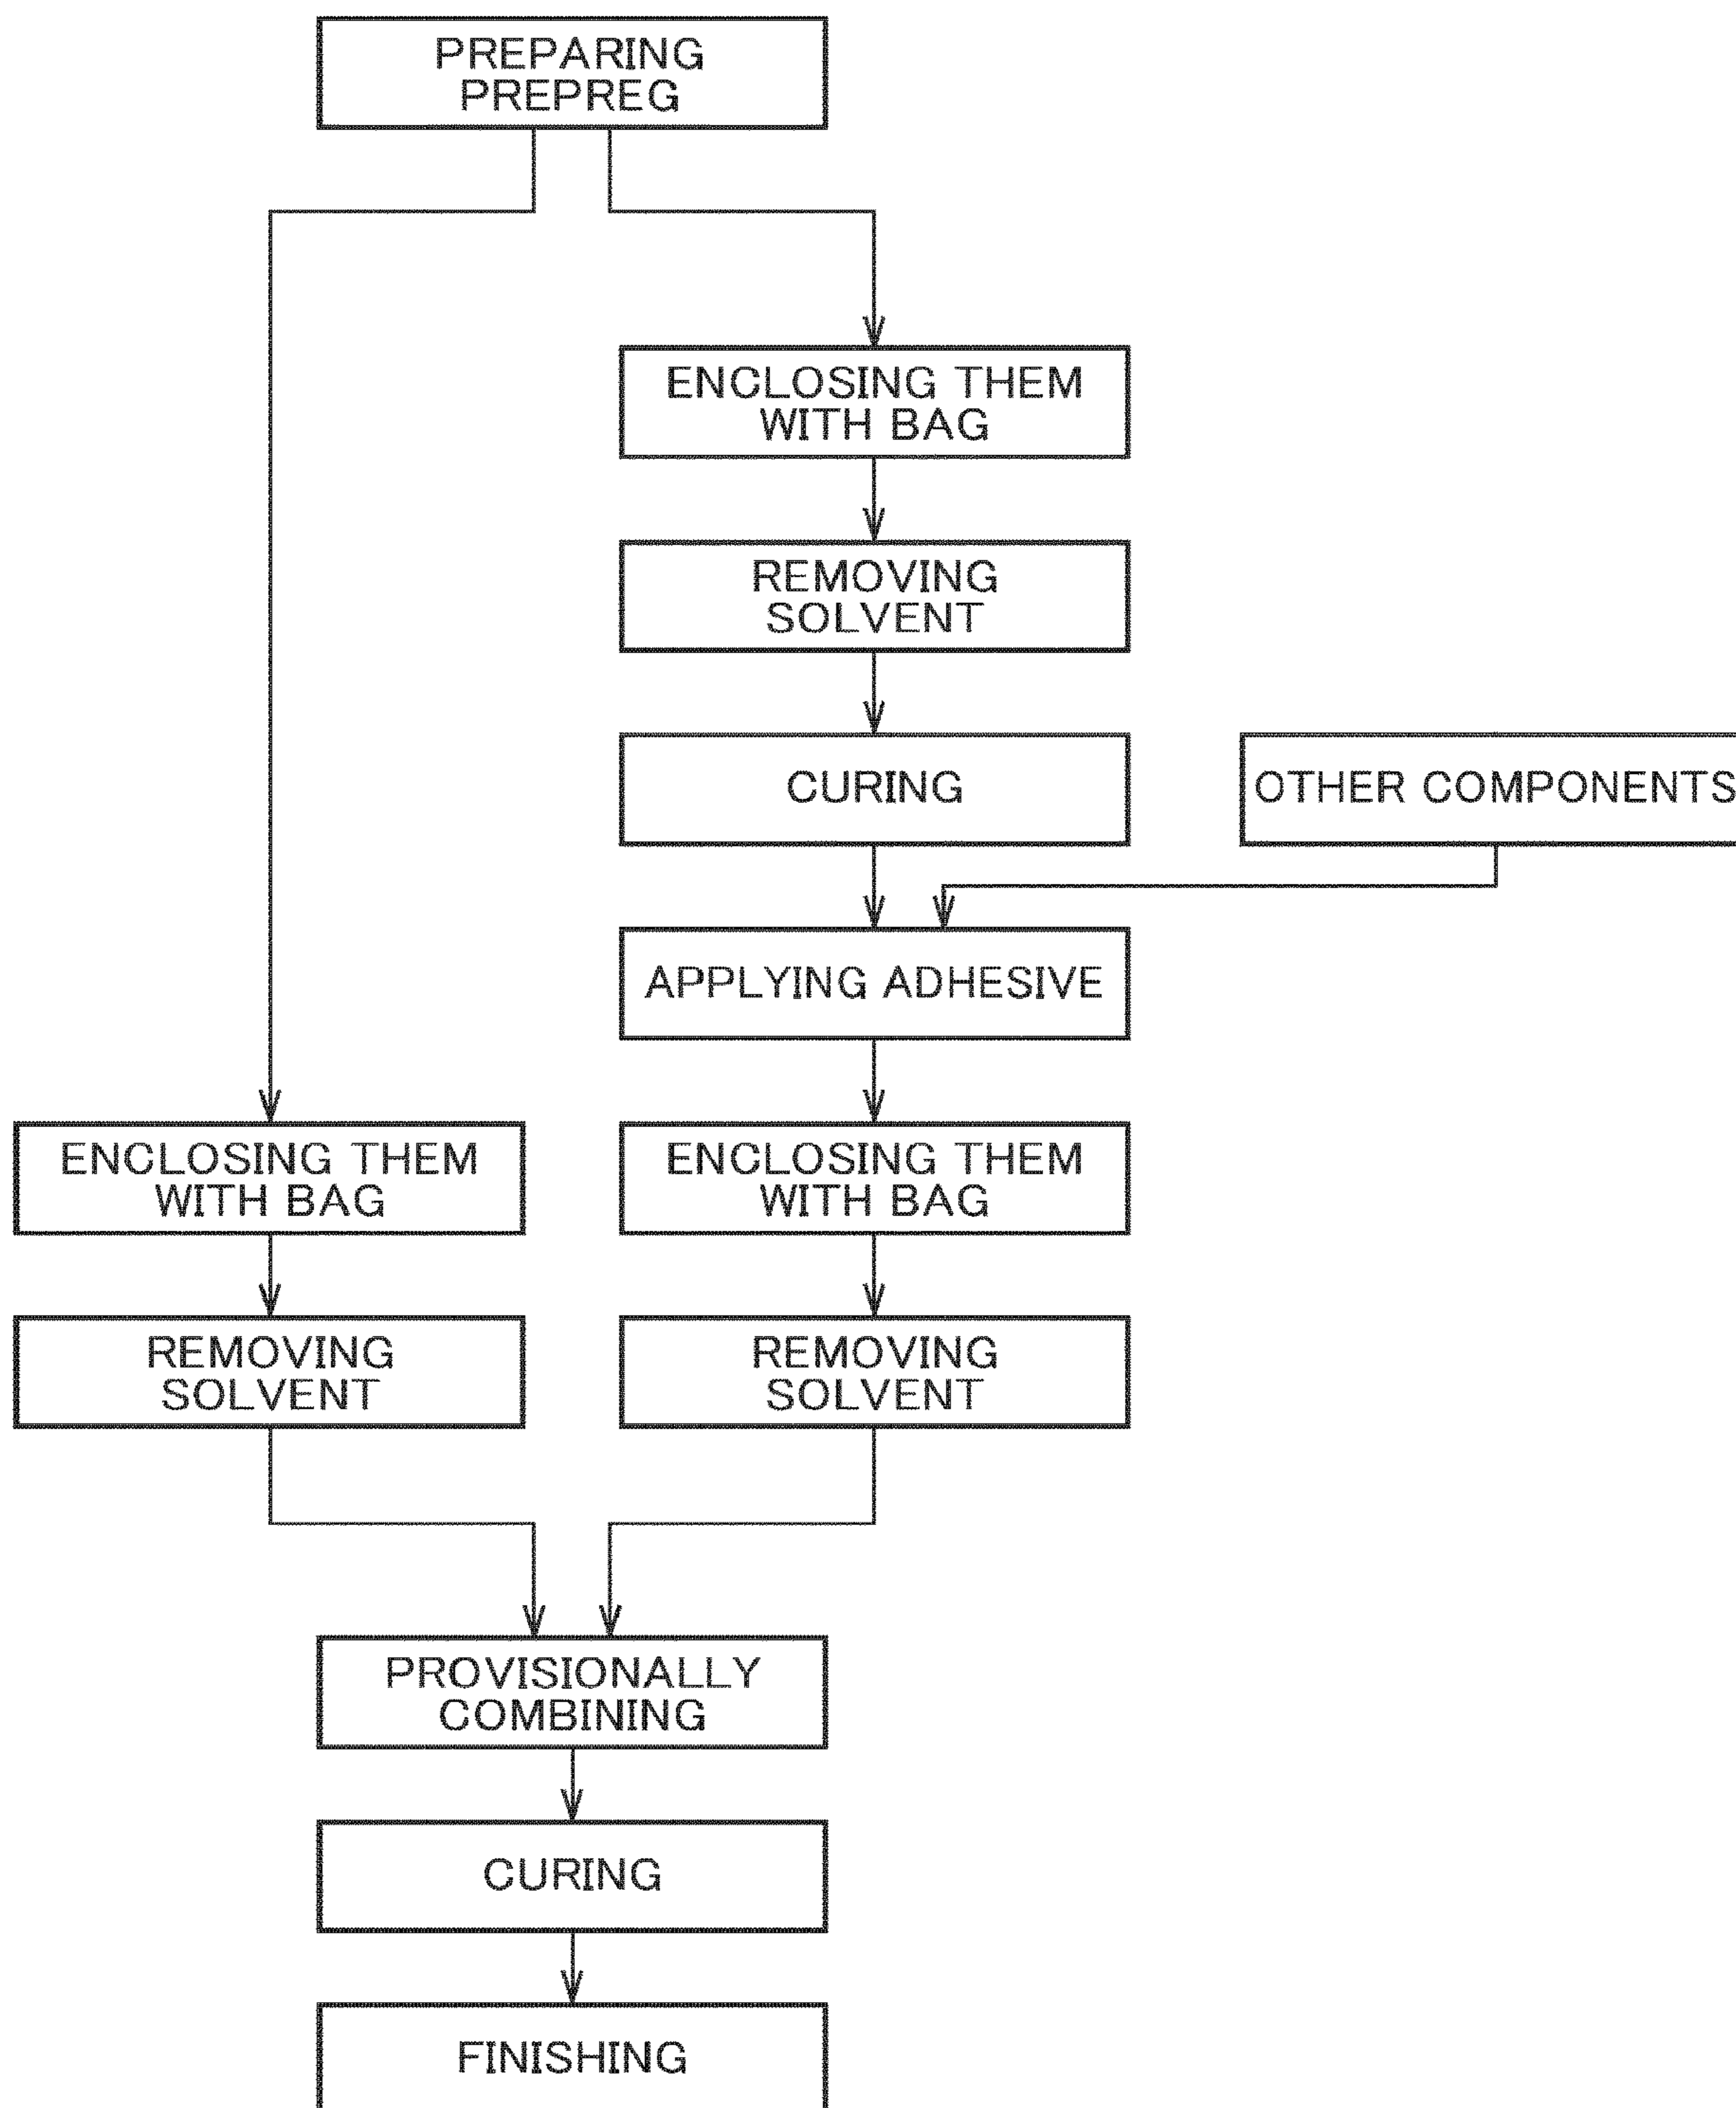 PREPARING
PREPREG
ENCLOSING THEM
WITH BAG
REMOVING
SOLVENT
CURING
OTHER COMPONENTS
APPLYING ADHESIVE
ENCLOSING THEM
WITH BAG
ENCLOSING THEM
WITH BAG
REMOVING
SOLVENT
REMOVING
SOLVENT
PROVISIONALLY
COMBINING
CURING
FINISHING